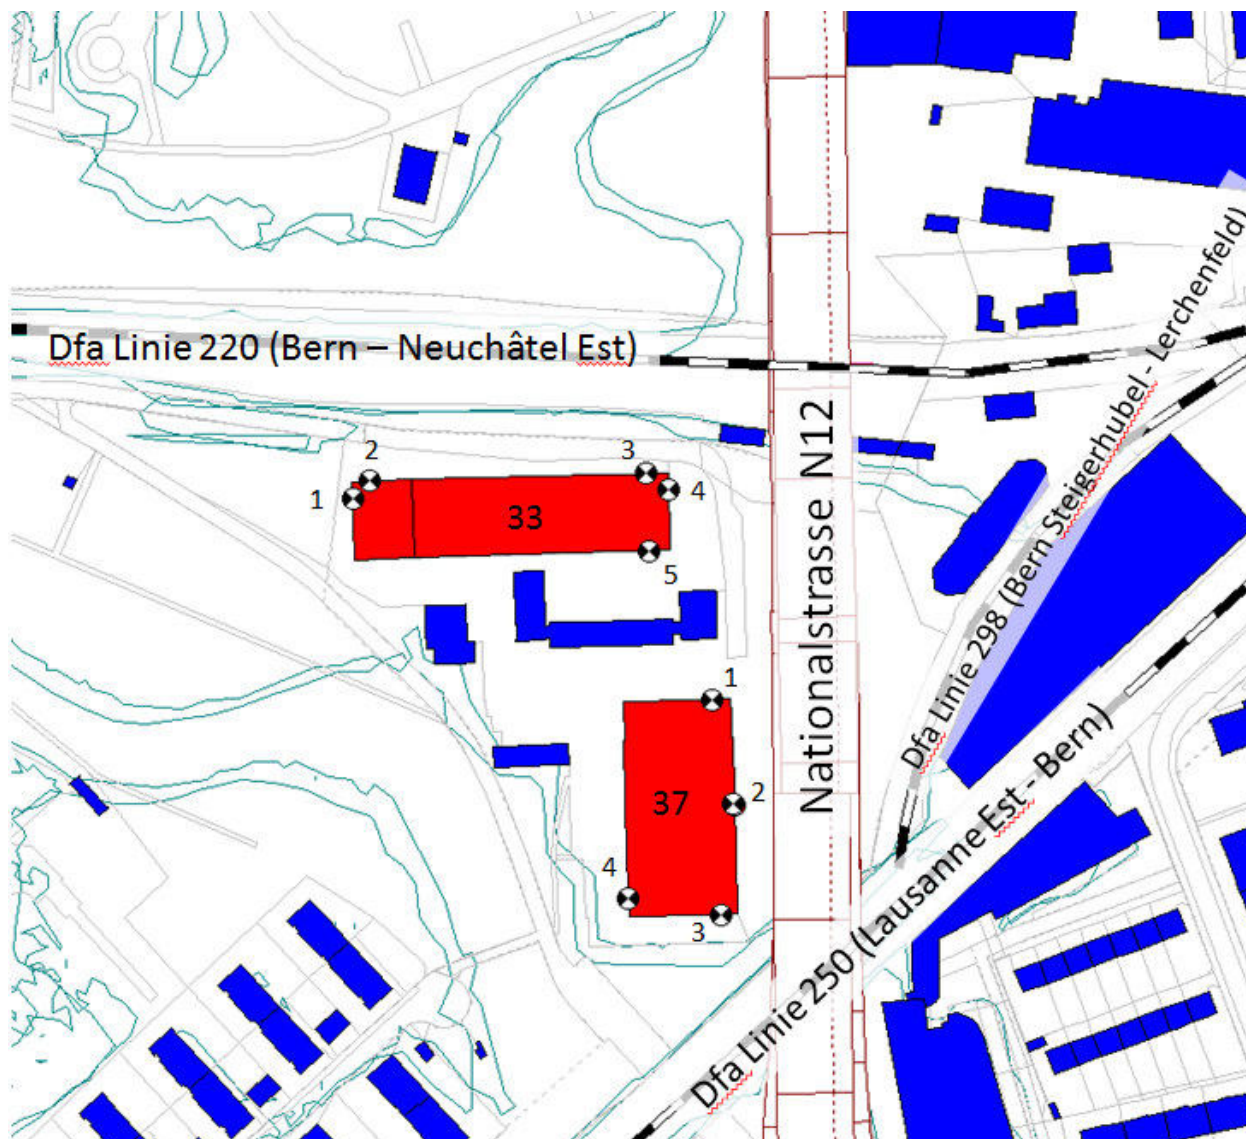 Dfa Linie 220 (Bern – Neuchâtel Est)
Nationalstrasse N12
Dfa Linie 298 (Bern Steigerhubel - Lerchenfeld)
Dfa Linie 250 (Lausanne Est - Bern)
2
3
1
4
33
5
1
37
2
4
3